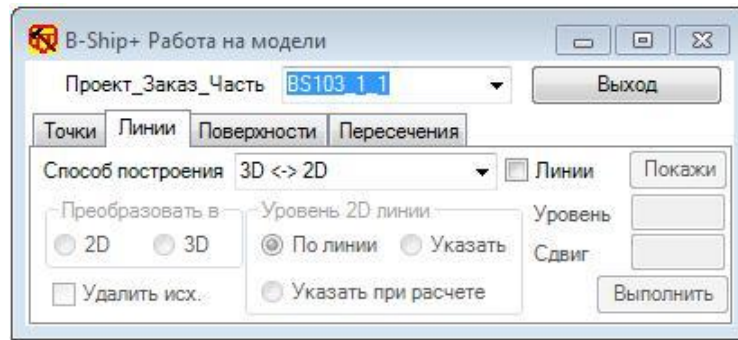 B-Ship+ Работа на модели
Проект_Заказ_Часть BS103_1_1 Выход
Точки Линии Поверхности Пересечения
Способ построения 3D <-> 2D Линии Покажи
Преобразовать в Уровень 2D линии Уровень
2D 3D По линии Указать Сдвиг
Удалить исх. Указать при расчете Выполнить